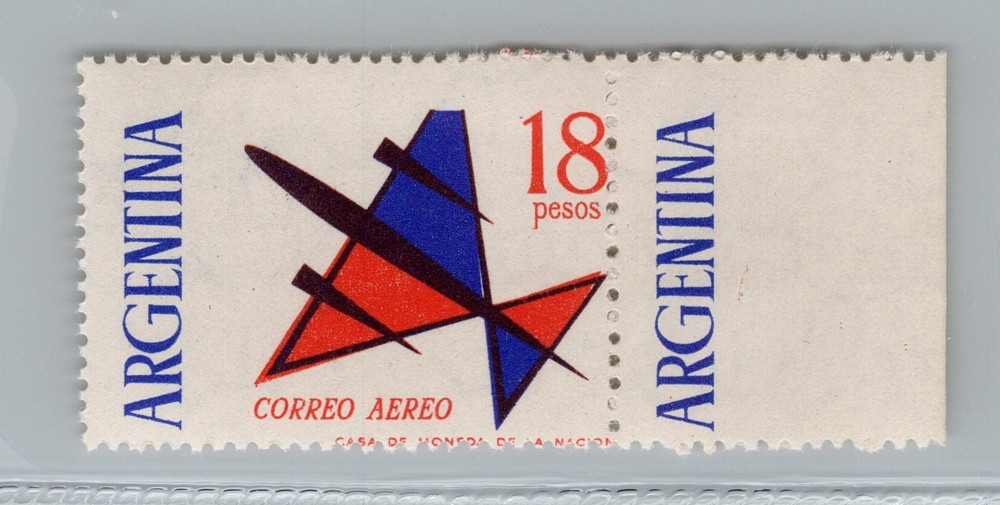 ARGENTINA
18
pesos
CORREO AEREO
CASA DE MONEDA DE LA NACION
ARGENTINA